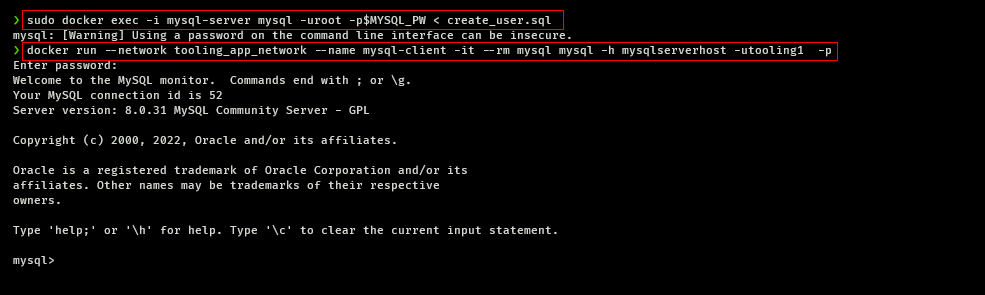 ❯ sudo docker exec -i mysql-server mysql -uroot -p$MYSQL_PW < create_user.sql
mysql: [Warning] Using a password on the command line interface can be insecure.
❯ docker run --network tooling_app_network --name mysql-client -it --rm mysql mysql -h mysqlserverhost -utooling1  -p
Enter password:
Welcome to the MySQL monitor.  Commands end with ; or \g.
Your MySQL connection id is 52
Server version: 8.0.31 MySQL Community Server - GPL
Copyright (c) 2000, 2022, Oracle and/or its affiliates.
Oracle is a registered trademark of Oracle Corporation and/or its
affiliates. Other names may be trademarks of their respective
owners.
Type 'help;' or '\h' for help. Type '\c' to clear the current input statement.
mysql>